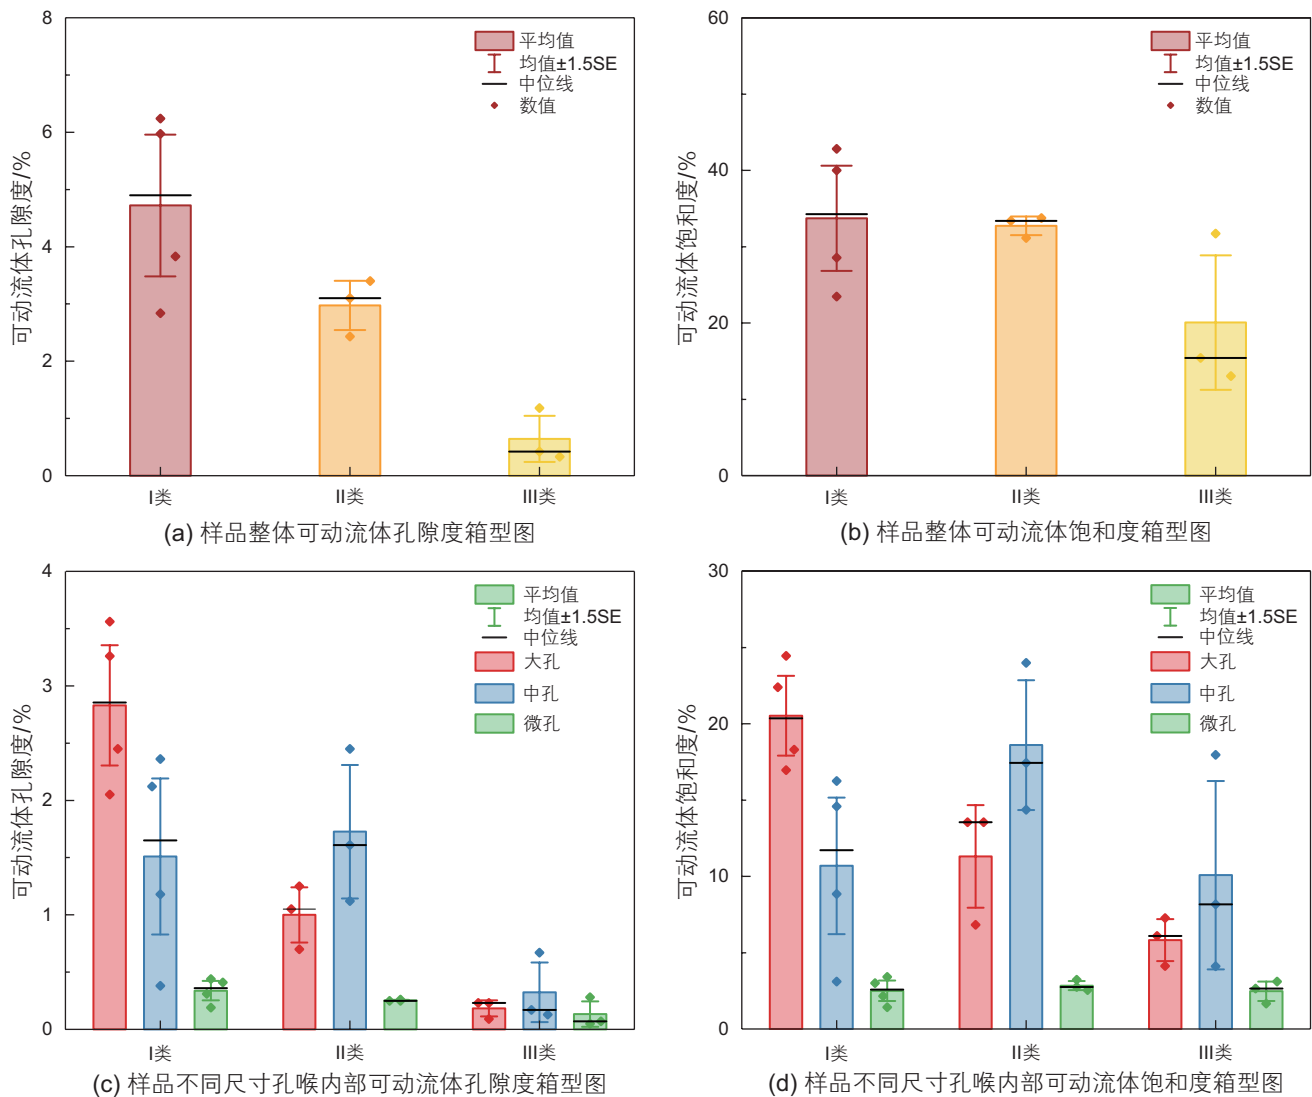 8
6
4
2
0
可动流体孔隙度/%
平均值
均值±1.5SE
中位线
数值
I类
II类
III类
(a) 样品整体可动流体孔隙度箱型图
60
40
20
0
可动流体饱和度/%
平均值
均值±1.5SE
中位线
数值
I类
II类
III类
(b) 样品整体可动流体饱和度箱型图
4
3
2
1
0
可动流体孔隙度/%
平均值
均值±1.5SE
中位线
大孔
中孔
微孔
I类
II类
III类
(c) 样品不同尺寸孔喉内部可动流体孔隙度箱型图
30
20
10
0
可动流体饱和度/%
平均值
均值±1.5SE
中位线
大孔
中孔
微孔
I类
II类
III类
(d) 样品不同尺寸孔喉内部可动流体饱和度箱型图